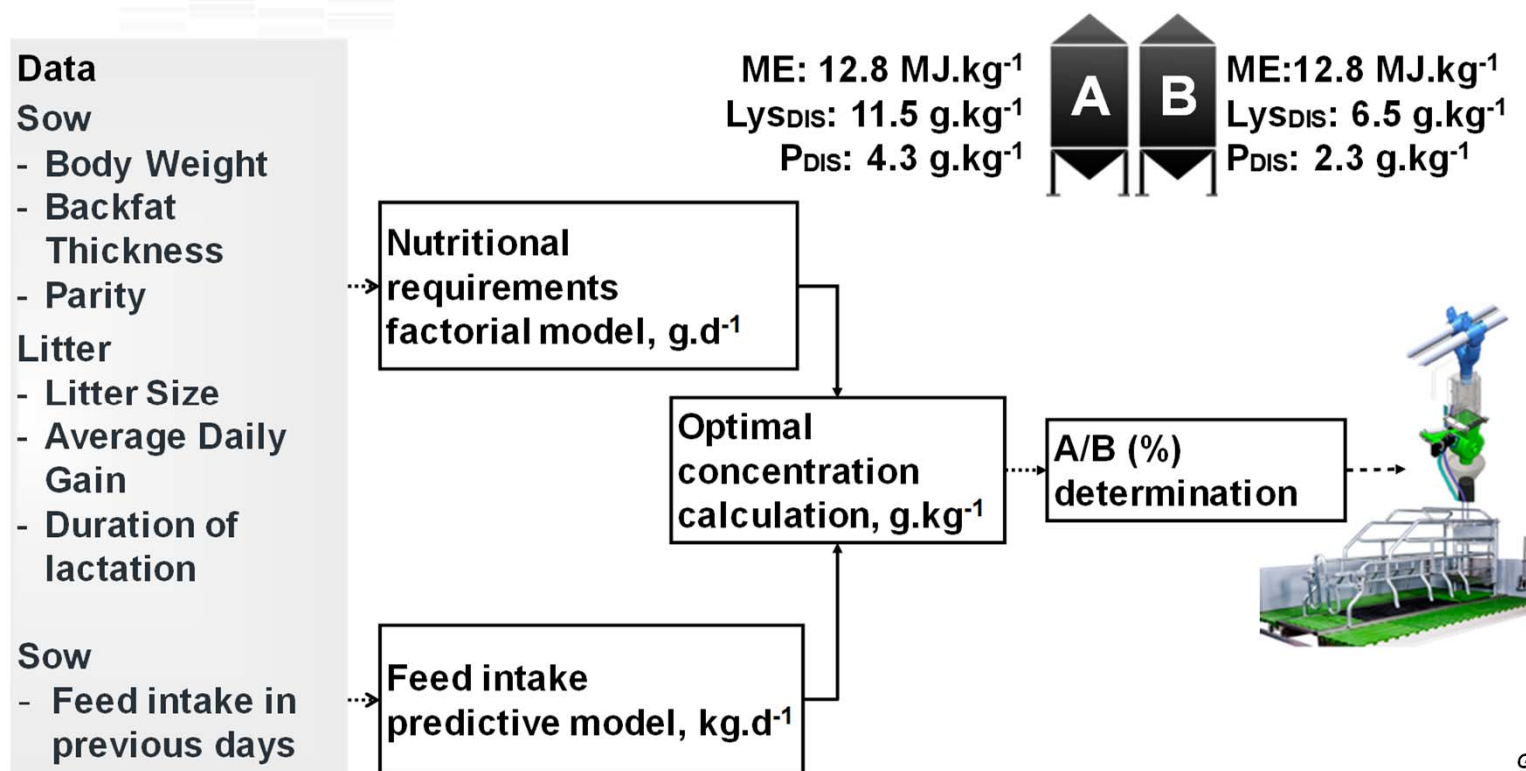 Data
Sow
- Body Weight
- Backfat
Thickness
- Parity
Litter
- Litter Size
- Average Daily
Gain
- Duration of
lactation
Sow
- Feed intake in
previous days
Nutritional
requirements
factorial model, g.d⁻¹
Feed intake
predictive model, kg.d⁻¹
Optimal
concentration
calculation, g.kg⁻¹
A/B (%)
determination
ME: 12.8 MJ.kg⁻¹
LysDIS: 11.5 g.kg⁻¹
PDIS: 4.3 g.kg⁻¹
A
B
ME:12.8 MJ.kg⁻¹
LysDIS: 6.5 g.kg⁻¹
PDIS: 2.3 g.kg⁻¹